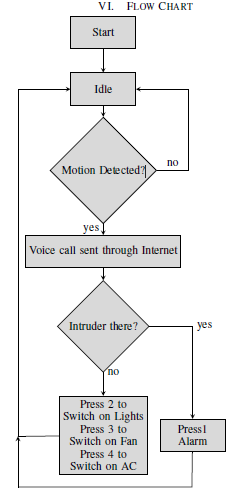 VI. FLOW CHART
Start
Idle
Motion Detected?
no
yes
Voice call sent through Internet
Intruder there?
yes
no
Press 2 to
Switch on Lights
Press 3 to
Switch on Fan
Press 4 to
Switch on AC
Press1
Alarm